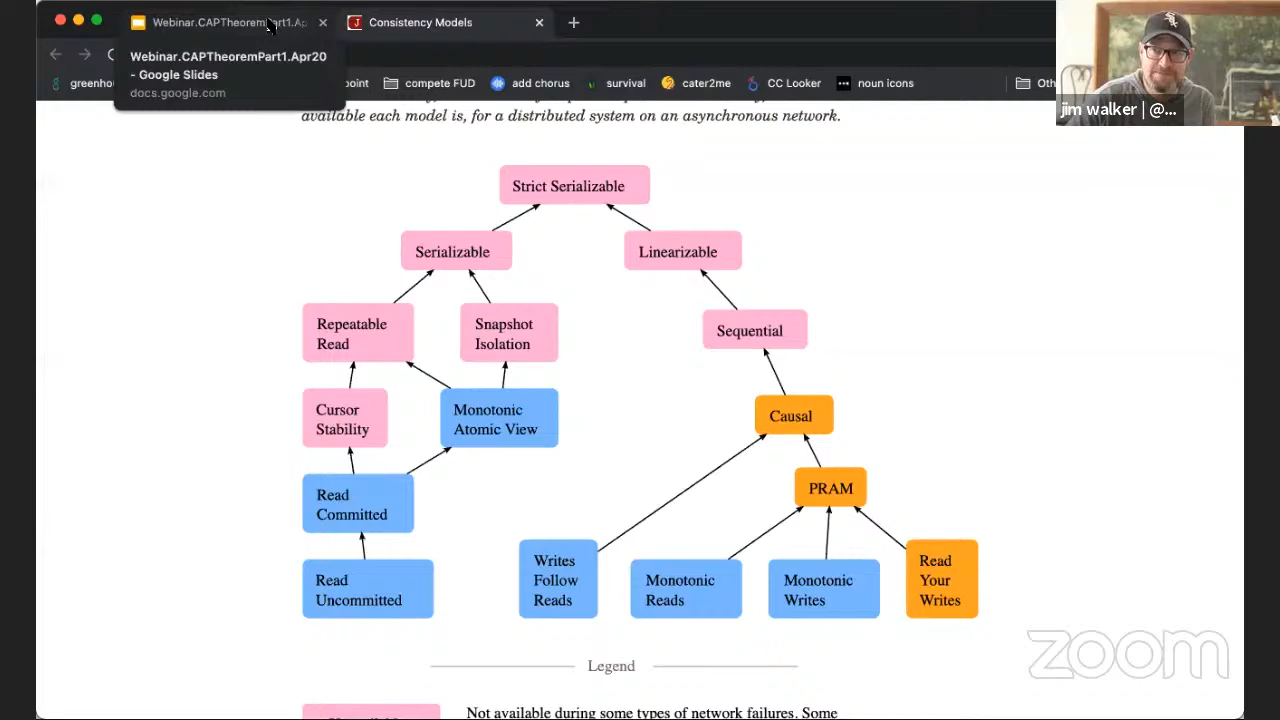 Webinar.CAPTheoremPart1.Ap
Consistency Models
Webinar.CAPTheoremPart1.Apr20
- Google Slides
docs.google.com
greenhou
point
compete FUD
add chorus
survival
cater2me
CC Looker
noun icons
Oth
jim walker | @...
available each model is, for a distributed system on an asynchronous network.
Strict Serializable
Serializable
Linearizable
Repeatable
Read
Snapshot
Isolation
Sequential
Cursor
Stability
Monotonic
Atomic View
Causal
Read
Committed
PRAM
Read
Uncommitted
Writes
Follow
Reads
Monotonic
Reads
Monotonic
Writes
Read
Your
Writes
zoom
Legend
Not available during some types of network failures. Some